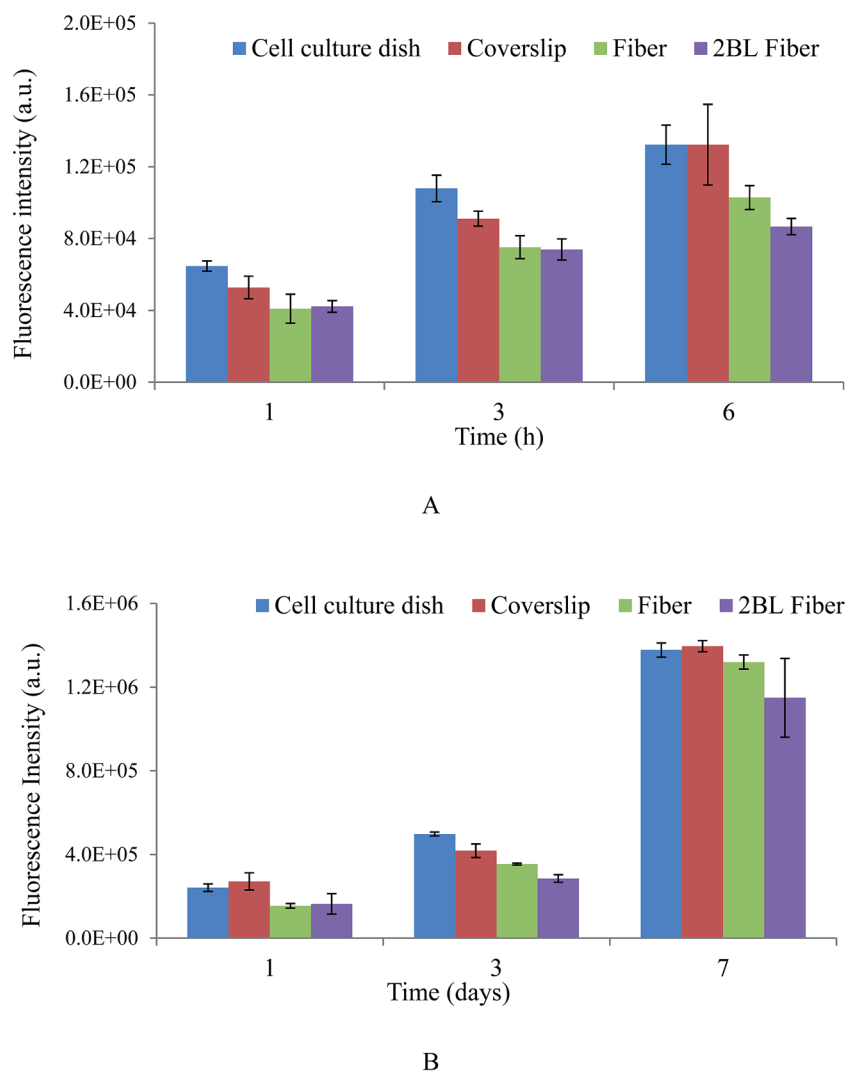 2.0E+05
Cell culture dish Coverslip Fiber 2BL Fiber
1.6E+05
1.2E+05
8.0E+04
4.0E+04
0.0E+00
Fluorescence intensity (a.u.)
1 3 6
Time (h)
A
1.6E+06
Cell culture dish Coverslip Fiber 2BL Fiber
1.2E+06
8.0E+05
4.0E+05
0.0E+00
Fluorescence Inensity (a.u.)
1 3 7
Time (days)
B